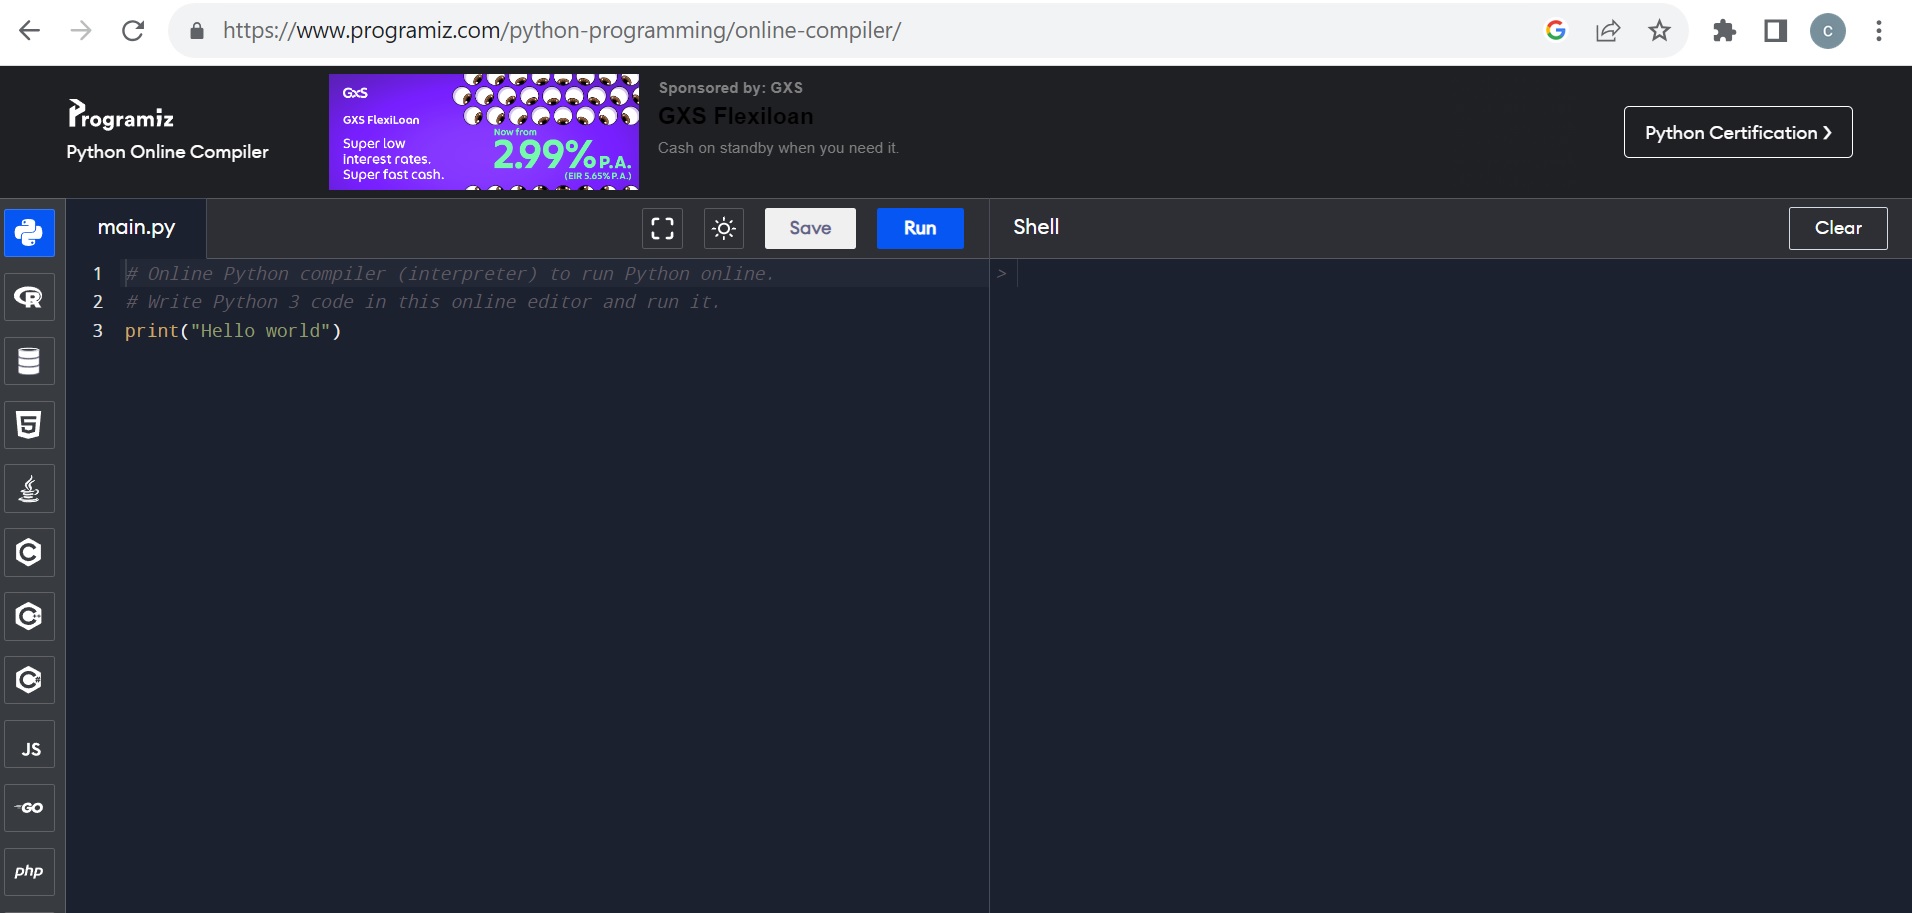 https://www.programiz.com/python-programming/online-compiler/
G
C
Programiz
Python Online Compiler
GXS
GXS FlexiLoan
Super low
interest rates.
Super fast cash.
Now from
2.99% P.A.
(EIR 5.65% P.A.)
Sponsored by: GXS
GXS Flexiloan
Cash on standby when you need it.
Python Certification ❯
main.py
Save
Run
Shell
Clear
1 # Online Python compiler (interpreter) to run Python online.
2 # Write Python 3 code in this online editor and run it.
3 print("Hello world")
>
R
5
C
C++
C#
JS
GO
php